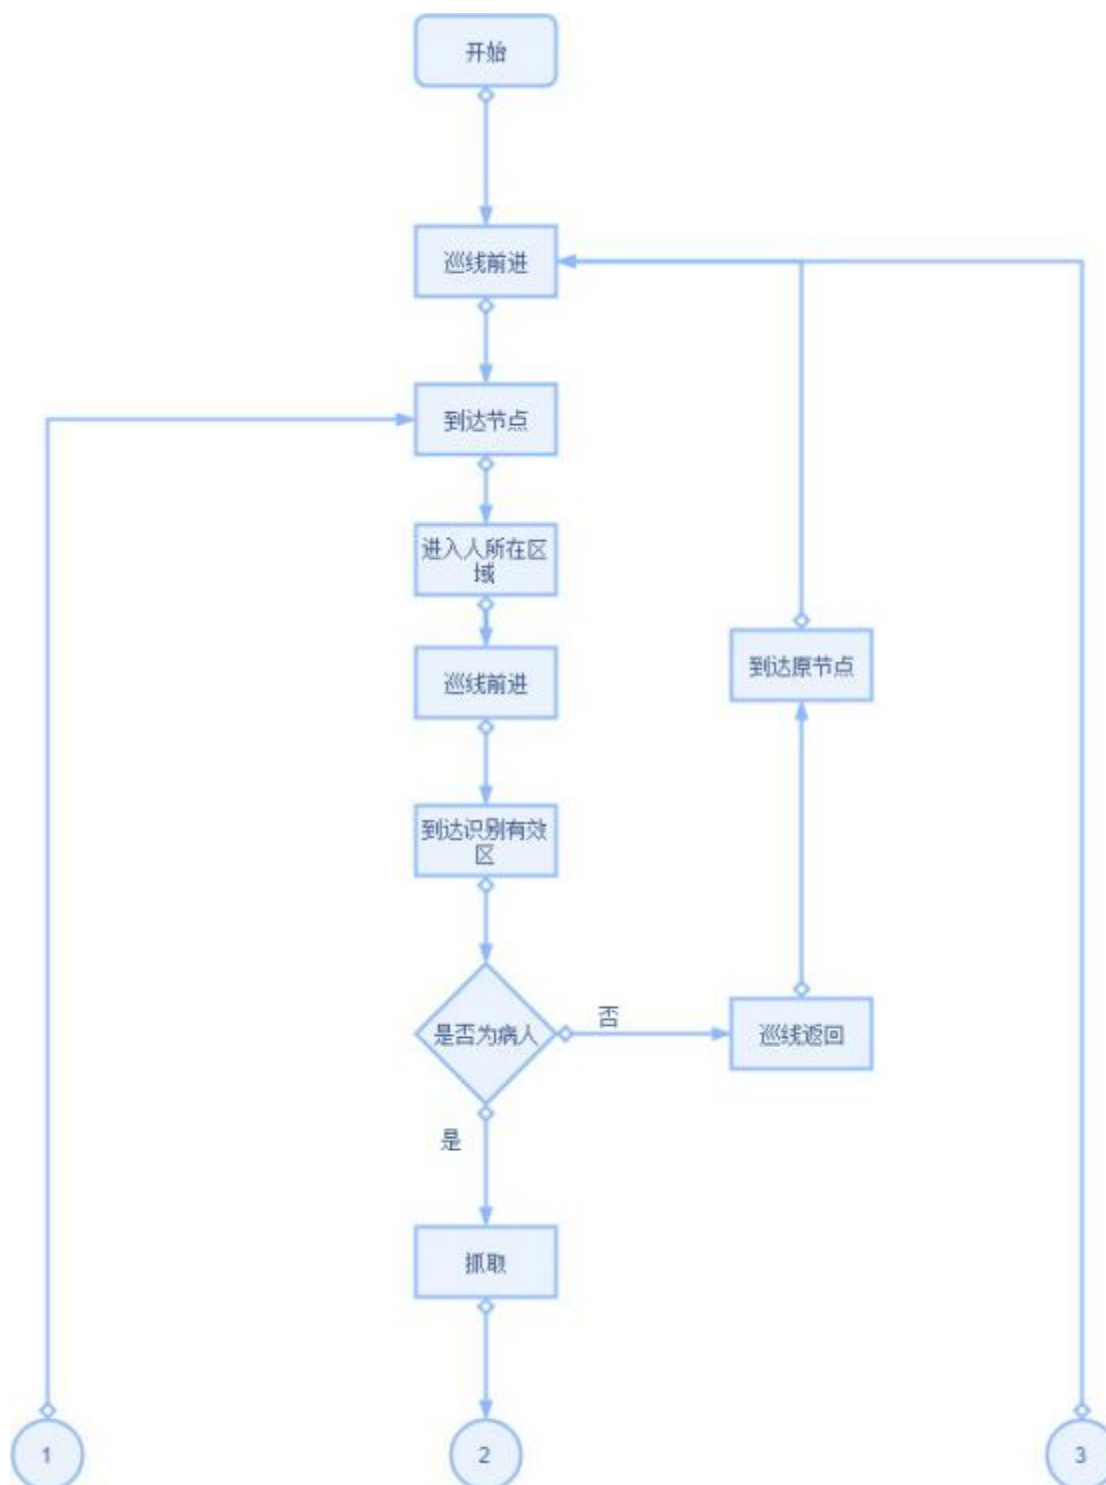 开始
巡线前进
到达节点
进入人所在区
域
巡线前进
到达原节点
到达识别有效
区
是否为病人
否
巡线返回
是
抓取
1
2
3